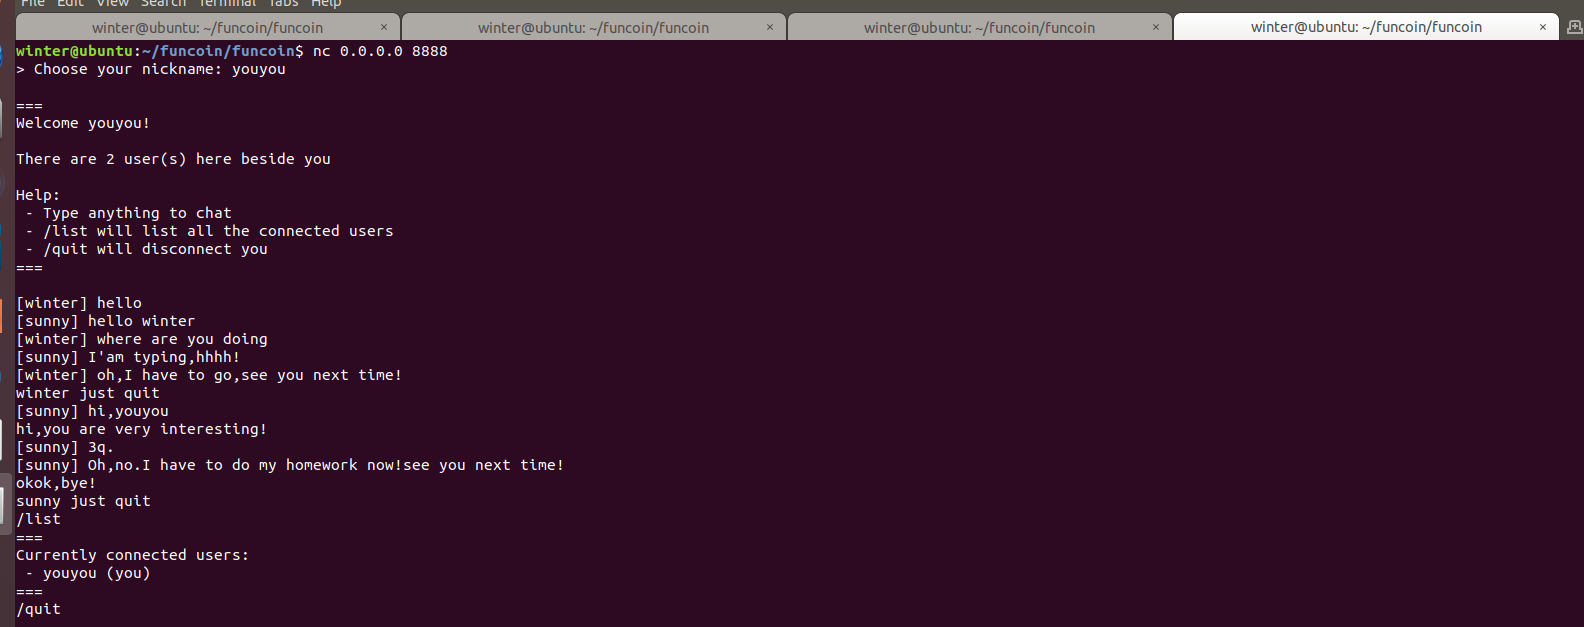 File Edit View Search Terminal Tabs Help
winter@ubuntu: ~/funcoin/funcoin × winter@ubuntu: ~/funcoin/funcoin × winter@ubuntu: ~/funcoin/funcoin × winter@ubuntu: ~/funcoin/funcoin ×
winter@ubuntu:~/funcoin/funcoin$ nc 0.0.0.0 8888
> Choose your nickname: youyou
===
Welcome youyou!
There are 2 user(s) here beside you
Help:
 - Type anything to chat
 - /list will list all the connected users
 - /quit will disconnect you
===
[winter] hello
[sunny] hello winter
[winter] where are you doing
[sunny] I'am typing,hhhh!
[winter] oh,I have to go,see you next time!
winter just quit
[sunny] hi,youyou
hi,you are very interesting!
[sunny] 3q.
[sunny] Oh,no.I have to do my homework now!see you next time!
okok,bye!
sunny just quit
/list
===
Currently connected users:
 - youyou (you)
===
/quit